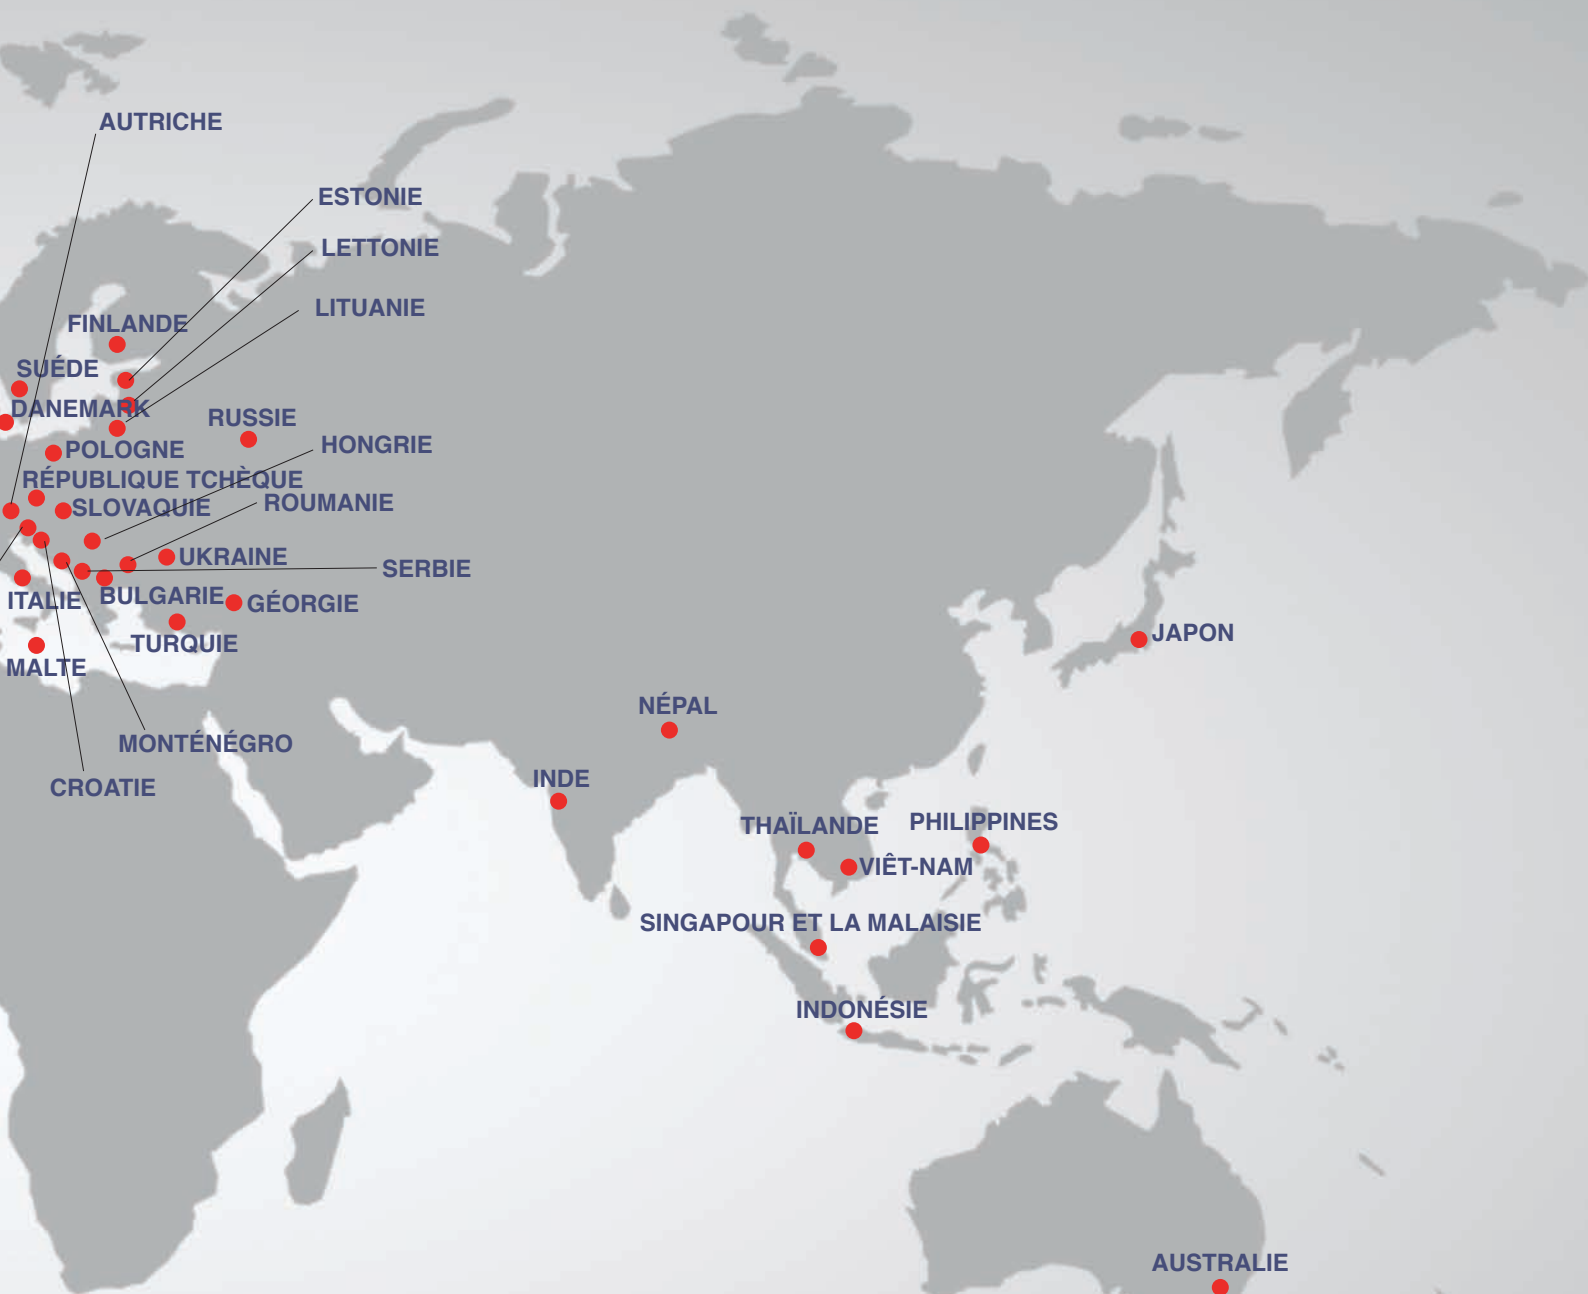 AUTRICHE
ESTONIE
LETTONIE
LITUANIE
FINLANDE
SUÉDE
DANEMARK
RUSSIE
HONGRIE
POLOGNE
RÉPUBLIQUE TCHÈQUE
SLOVAQUIE
ROUMANIE
UKRAINE
SERBIE
ITALIE
BULGARIE
GÉORGIE
TURQUIE
MALTE
JAPON
NÉPAL
MONTÉNÉGRO
CROATIE
INDE
THAÏLANDE
PHILIPPINES
VIÊT-NAM
SINGAPOUR ET LA MALAISIE
INDONÉSIE
AUSTRALIE